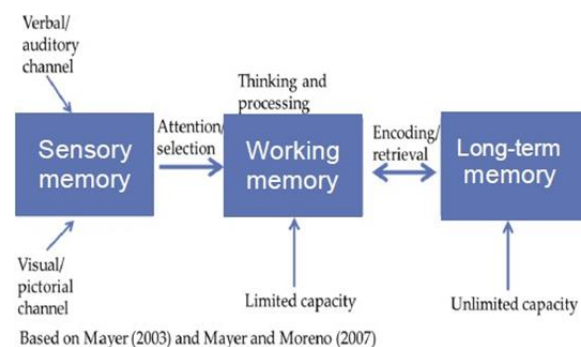 Verbal/
auditory
channel
Thinking and
processing
Attention/
selection
Encoding/
retrieval
Sensory
memory
Working
memory
Long-term
memory
Visual/
pictorial
channel
Limited capacity
Unlimited capacity
Based on Mayer (2003) and Mayer and Moreno (2007)